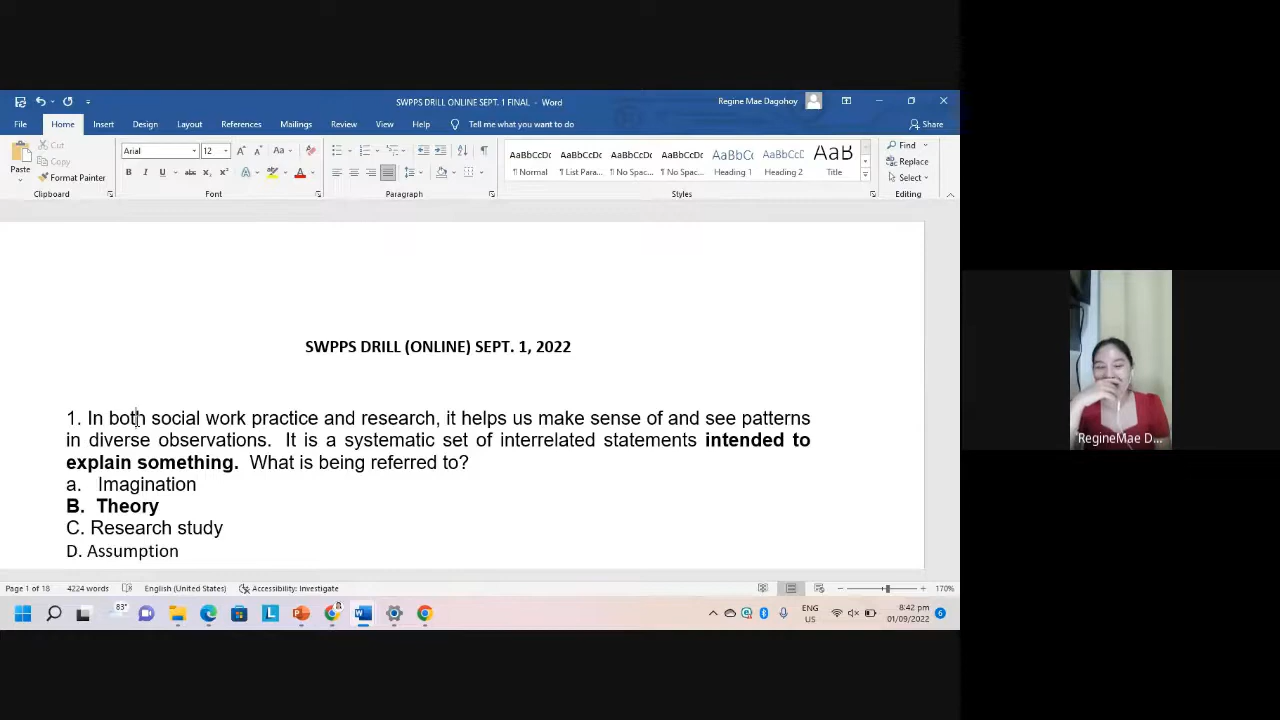 SWPPS DRILL ONLINE SEPT. 1 FINAL - Word
Regine Mae Dagohoy
File Home Insert Design Layout References Mailings Review View Help Tell me what you want to do Share
Paste
Cut
Copy
Format Painter
Clipboard
Arial 12
Font
Paragraph
AaBbCcDc AaBbCcDc AaBbCcDc AaBbCcDc AaBbCc AaBbCcD AaB
¶ Normal ¶ List Para... ¶ No Spac... ¶ No Spac... Heading 1 Heading 2 Title
Styles
Find
Replace
Select
Editing
SWPPS DRILL (ONLINE) SEPT. 1, 2022
1. In both social work practice and research, it helps us make sense of and see patterns
in diverse observations. It is a systematic set of interrelated statements intended to
explain something. What is being referred to?
a. Imagination
B. Theory
C. Research study
D. Assumption
RegineMae D...
Page 1 of 18 4224 words English (United States) Accessibility: Investigate 170%
83°
ENG
US
8:42 pm
01/09/2022
6